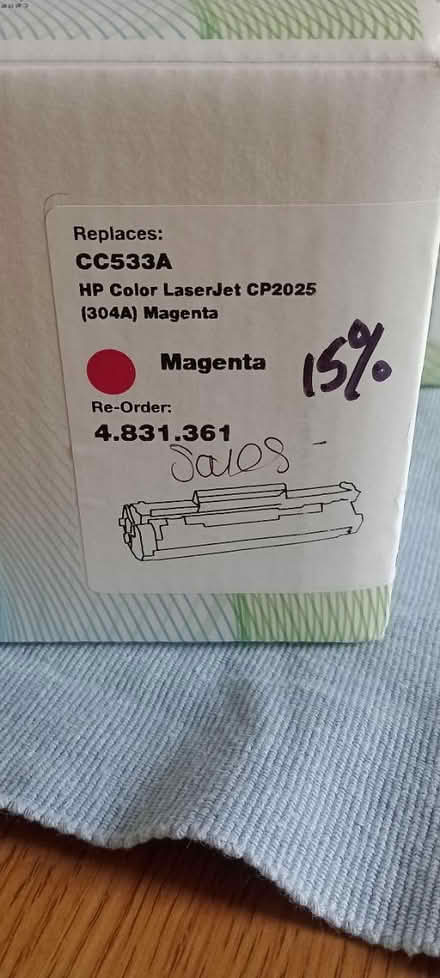 Replaces:
CC533A
HP Color LaserJet CP2025
(304A) Magenta
Magenta
15%
Re-Order:
4.831.361
Sales